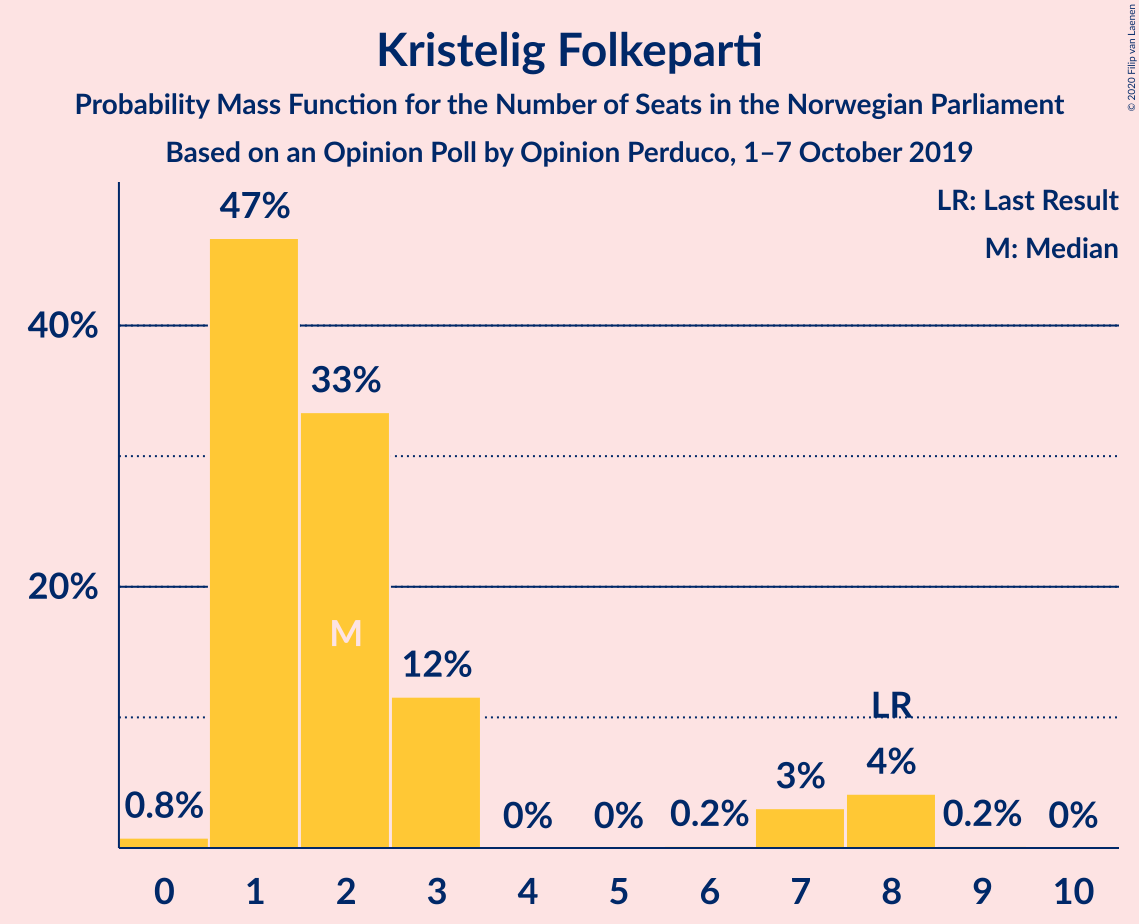 Kristelig Folkeparti
Probability Mass Function for the Number of Seats in the Norwegian Parliament
Based on an Opinion Poll by Opinion Perduco, 1–7 October 2019
© 2020 Filip van Laenen
LR: Last Result
M: Median
47%
40%
33%
20%
M
12%
LR
4%
3%
0.8%
0%
0%
0.2%
0.2%
0%
0 1 2 3 4 5 6 7 8 9 10